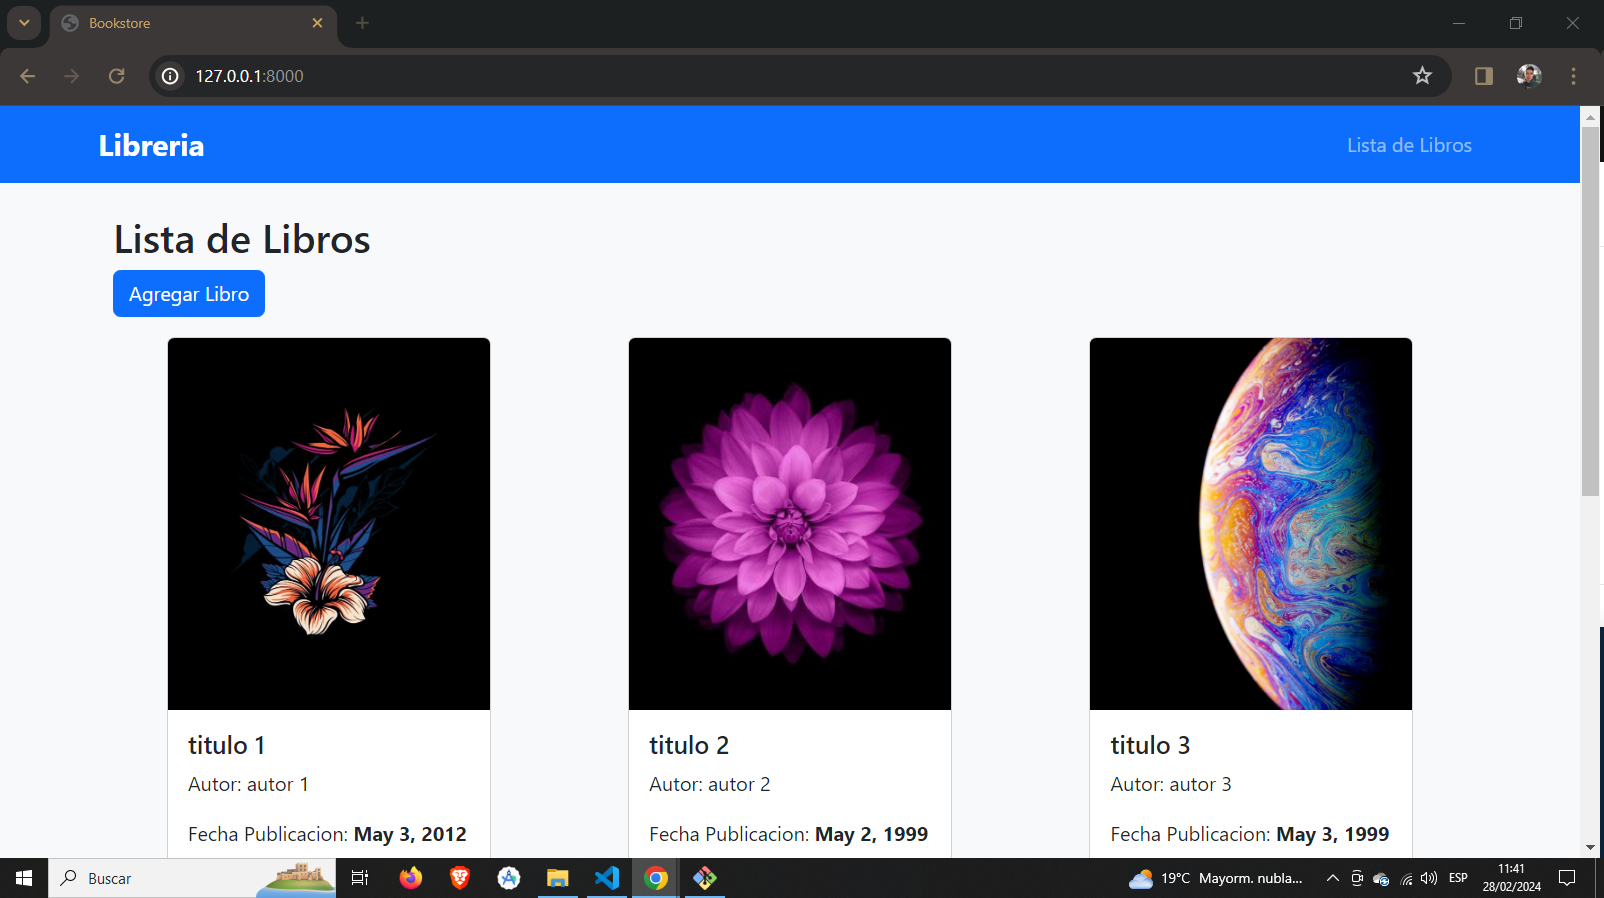 Bookstore
127.0.0.1:8000
Libreria
Lista de Libros
Lista de Libros
Agregar Libro
titulo 1
Autor: autor 1
Fecha Publicacion: May 3, 2012
titulo 2
Autor: autor 2
Fecha Publicacion: May 2, 1999
titulo 3
Autor: autor 3
Fecha Publicacion: May 3, 1999
Buscar
19°C Mayorm. nubla...
ESP
11:41
28/02/2024